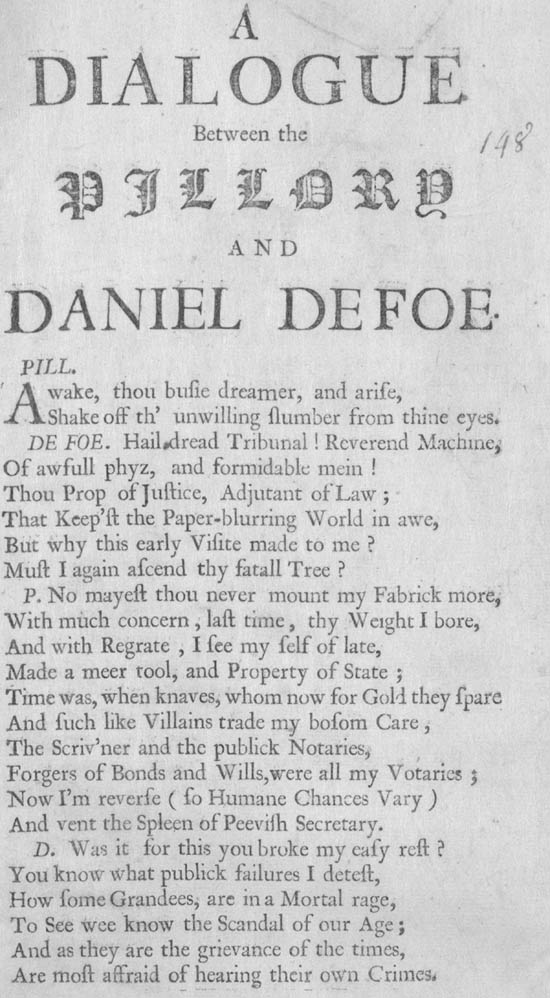 A
DIALOGUE
Between the
148
PILLORY
AND
DANIEL DEFOE.
PILL.
Awake, thou buſie dreamer, and ariſe,
Shake off th' unwilling ſlumber from thine eyes.
DE FOE. Hail dread Tribunal! Reverend Machine,
Of awfull phyz, and formidable mein!
Thou Prop of Juſtice, Adjutant of Law;
That Keep'ſt the Paper-blurring World in awe,
But why this early Viſite made to me?
Muſt I again aſcend thy fatall Tree?
P. No mayeſt thou never mount my Fabrick more,
With much concern, laſt time, thy Weight I bore,
And with Regrate, I ſee my ſelf of late,
Made a meer tool, and Property of State;
Time was, when knaves, whom now for Gold they ſpare
And ſuch like Villains trade my boſom Care,
The Scriv'ner and the publick Notaries,
Forgers of Bonds and Wills, were all my Votaries;
Now I'm reverſe (ſo Humane Chances Vary)
And vent the Spleen of Peeviſh Secretary.
D. Was it for this you broke my eaſy reſt?
You know what publick failures I deteſt,
How ſome Grandees, are in a Mortal rage,
To See wee know the Scandal of our Age;
And as they are the grievance of the times,
Are moſt affraid of hearing their own Crimes.